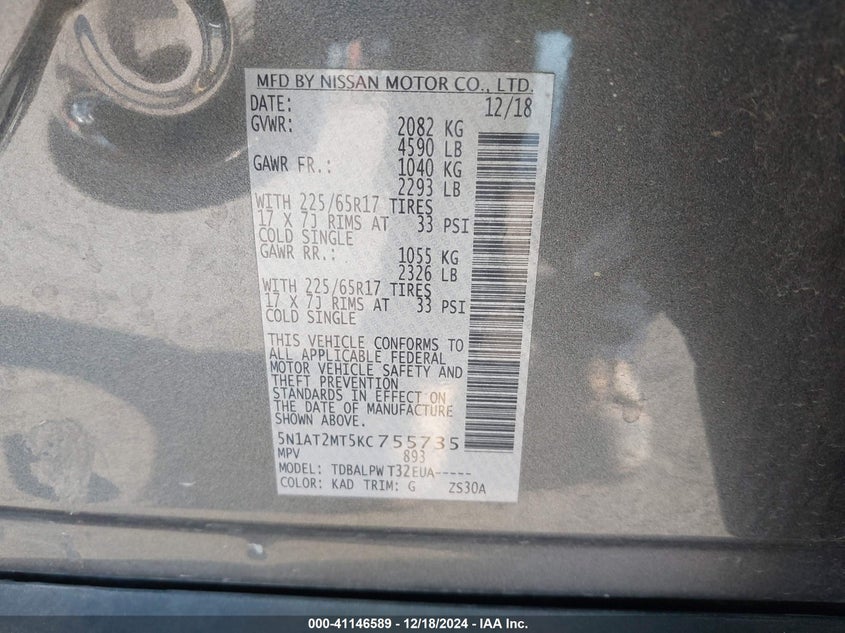 MFD BY NISSAN MOTOR CO., LTD.
DATE: 12/18
GVWR: 2082 KG
4590 LB
GAWR FR.: 1040 KG
2293 LB
WITH 225/65R17 TIRES
17 X 7J RIMS AT 33 PSI
COLD SINGLE
GAWR RR.: 1055 KG
2326 LB
WITH 225/65R17 TIRES
17 X 7J RIMS AT 33 PSI
COLD SINGLE
THIS VEHICLE CONFORMS TO
ALL APPLICABLE FEDERAL
MOTOR VEHICLE SAFETY AND
THEFT PREVENTION
STANDARDS IN EFFECT ON
THE DATE OF MANUFACTURE
SHOWN ABOVE.
5N1AT2MT5KC755735
MPV 893
MODEL: TDBALPW T32EUA-----
COLOR: KAD TRIM: G ZS30A
000-41146589 - 12/18/2024 - IAA Inc.